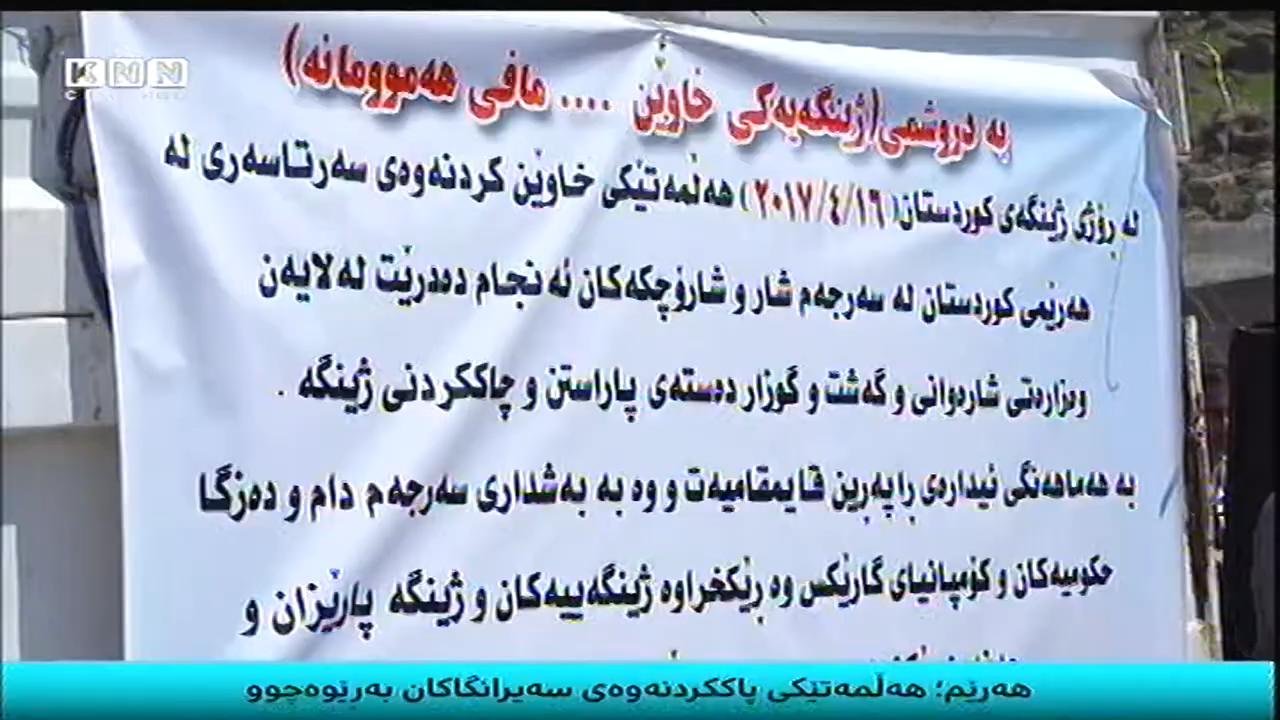 KNN
به دروشمی(ژینگەیەکی خاوێن .... مافی هەموومانە)
لە ڕۆژی ژینگەی کوردستان( ٢٠١٧/٤/١٦ ) هەڵمەتێکی خاوێن کردنەوەی سەرتاسەری لە
هەرێمی کوردستان لە سەرجەم شار و شارۆچکەکان ئەنجام دەدرێت لەلایەن
وەزارەتی شارەوانی و گەشت و گوزار دەستەی پاراستن و چاککردنی ژینگە .
بە هەماهەنگی ئیدارەی ڕاپەرین قایمقامیەت و وە بە بەشداری سەرجەم دام و دەزگا
حکومیەکان و کۆمپانیای گارێکس وە ڕێکخراوە ژینگەییەکان و ژینگە پارێزان و
هەرێم؛ هەڵمەتێکی پاککردنەوەی سەیرانگاکان بەڕێوەچوو